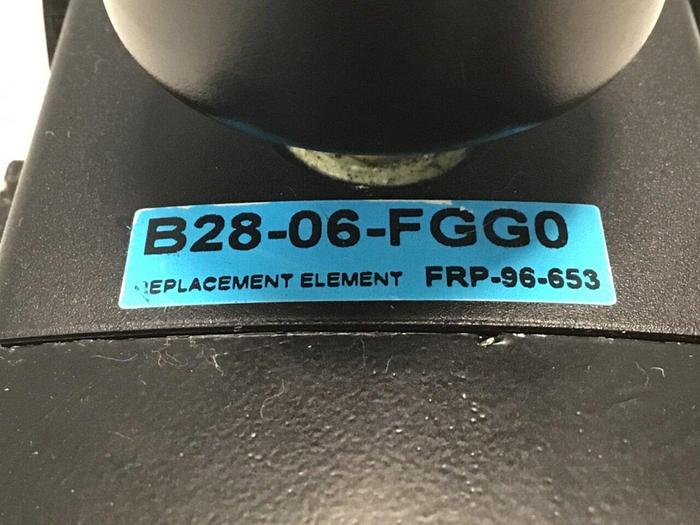 B28-06-FGG0
REPLACEMENT ELEMENT FRP-96-653